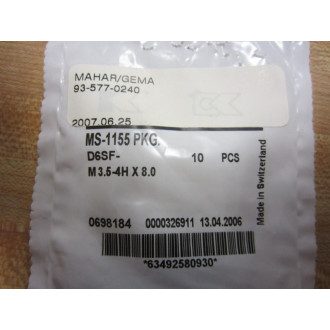 MAHAR/GEMA
93-577-0240
2007.06.25
MS-1155 PKG.
D6SF- 10 PCS
M 3.5-4H X 8.0
Made in Switzerland
0698184 0000326911 13.04.2006
*63492580930*